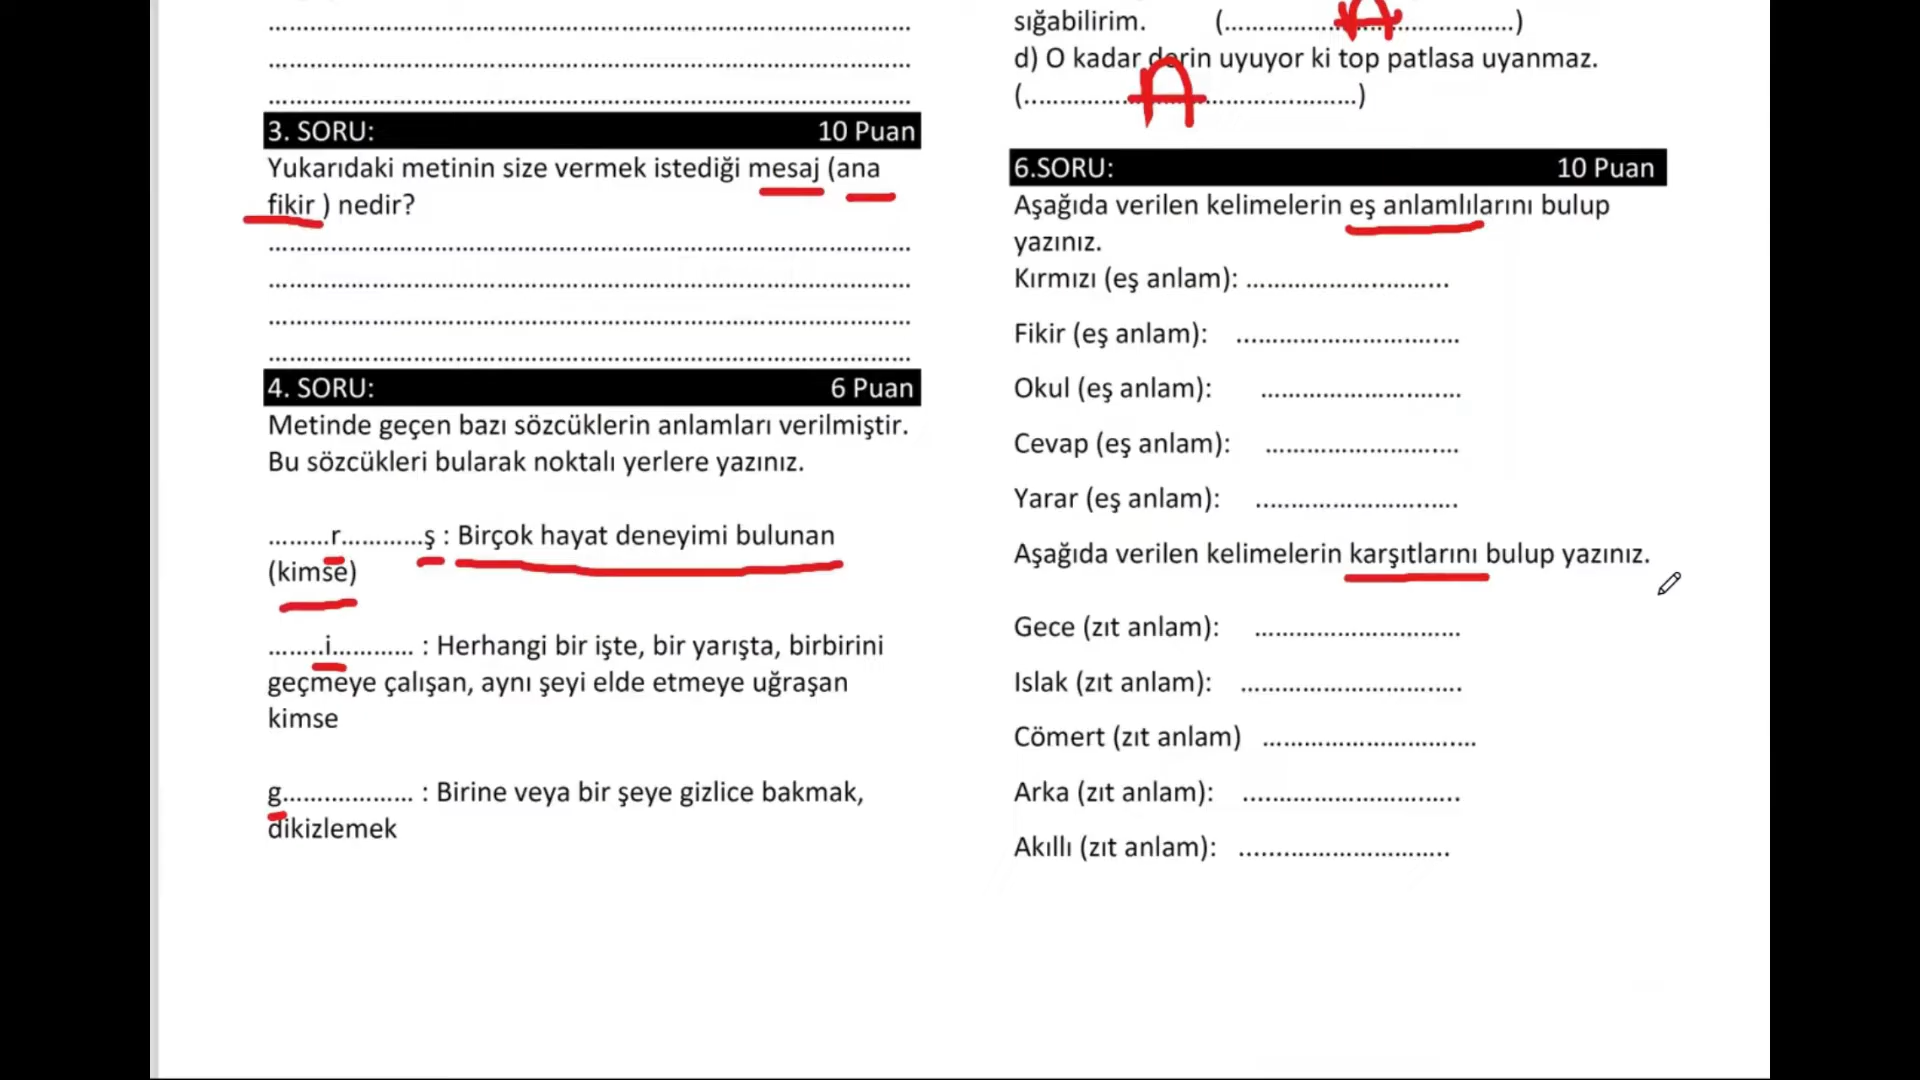 3. SORU: 10 Puan
Yukarıdaki metinin size vermek istediği mesaj (ana
fikir ) nedir?
……………………………………………………………………
……………………………………………………………………
……………………………………………………………………
……………………………………………………………………
4. SORU: 6 Puan
Metinde geçen bazı sözcüklerin anlamları verilmiştir.
Bu sözcükleri bularak noktalı yerlere yazınız.
………r…………ş : Birçok hayat deneyimi bulunan
(kimse)
……..i………… : Herhangi bir işte, bir yarışta, birbirini
geçmeye çalışan, aynı şeyi elde etmeye uğraşan
kimse
g………………… : Birine veya bir şeye gizlice bakmak,
dikizlemek
sığabilirim. (………………A………………)
d) O kadar derin uyuyor ki top patlasa uyanmaz.
(………………A………………)
6.SORU: 10 Puan
Aşağıda verilen kelimelerin eş anlamlılarını bulup
yazınız.
Kırmızı (eş anlam): …………………………
Fikir (eş anlam): ……………………………
Okul (eş anlam): …………………………
Cevap (eş anlam): …………………………
Yarar (eş anlam): …………………………
Aşağıda verilen kelimelerin karşıtlarını bulup yazınız.
Gece (zıt anlam): …………………………
Islak (zıt anlam): …………………………
Cömert (zıt anlam) …………………………
Arka (zıt anlam): …………………………
Akıllı (zıt anlam): …………………………